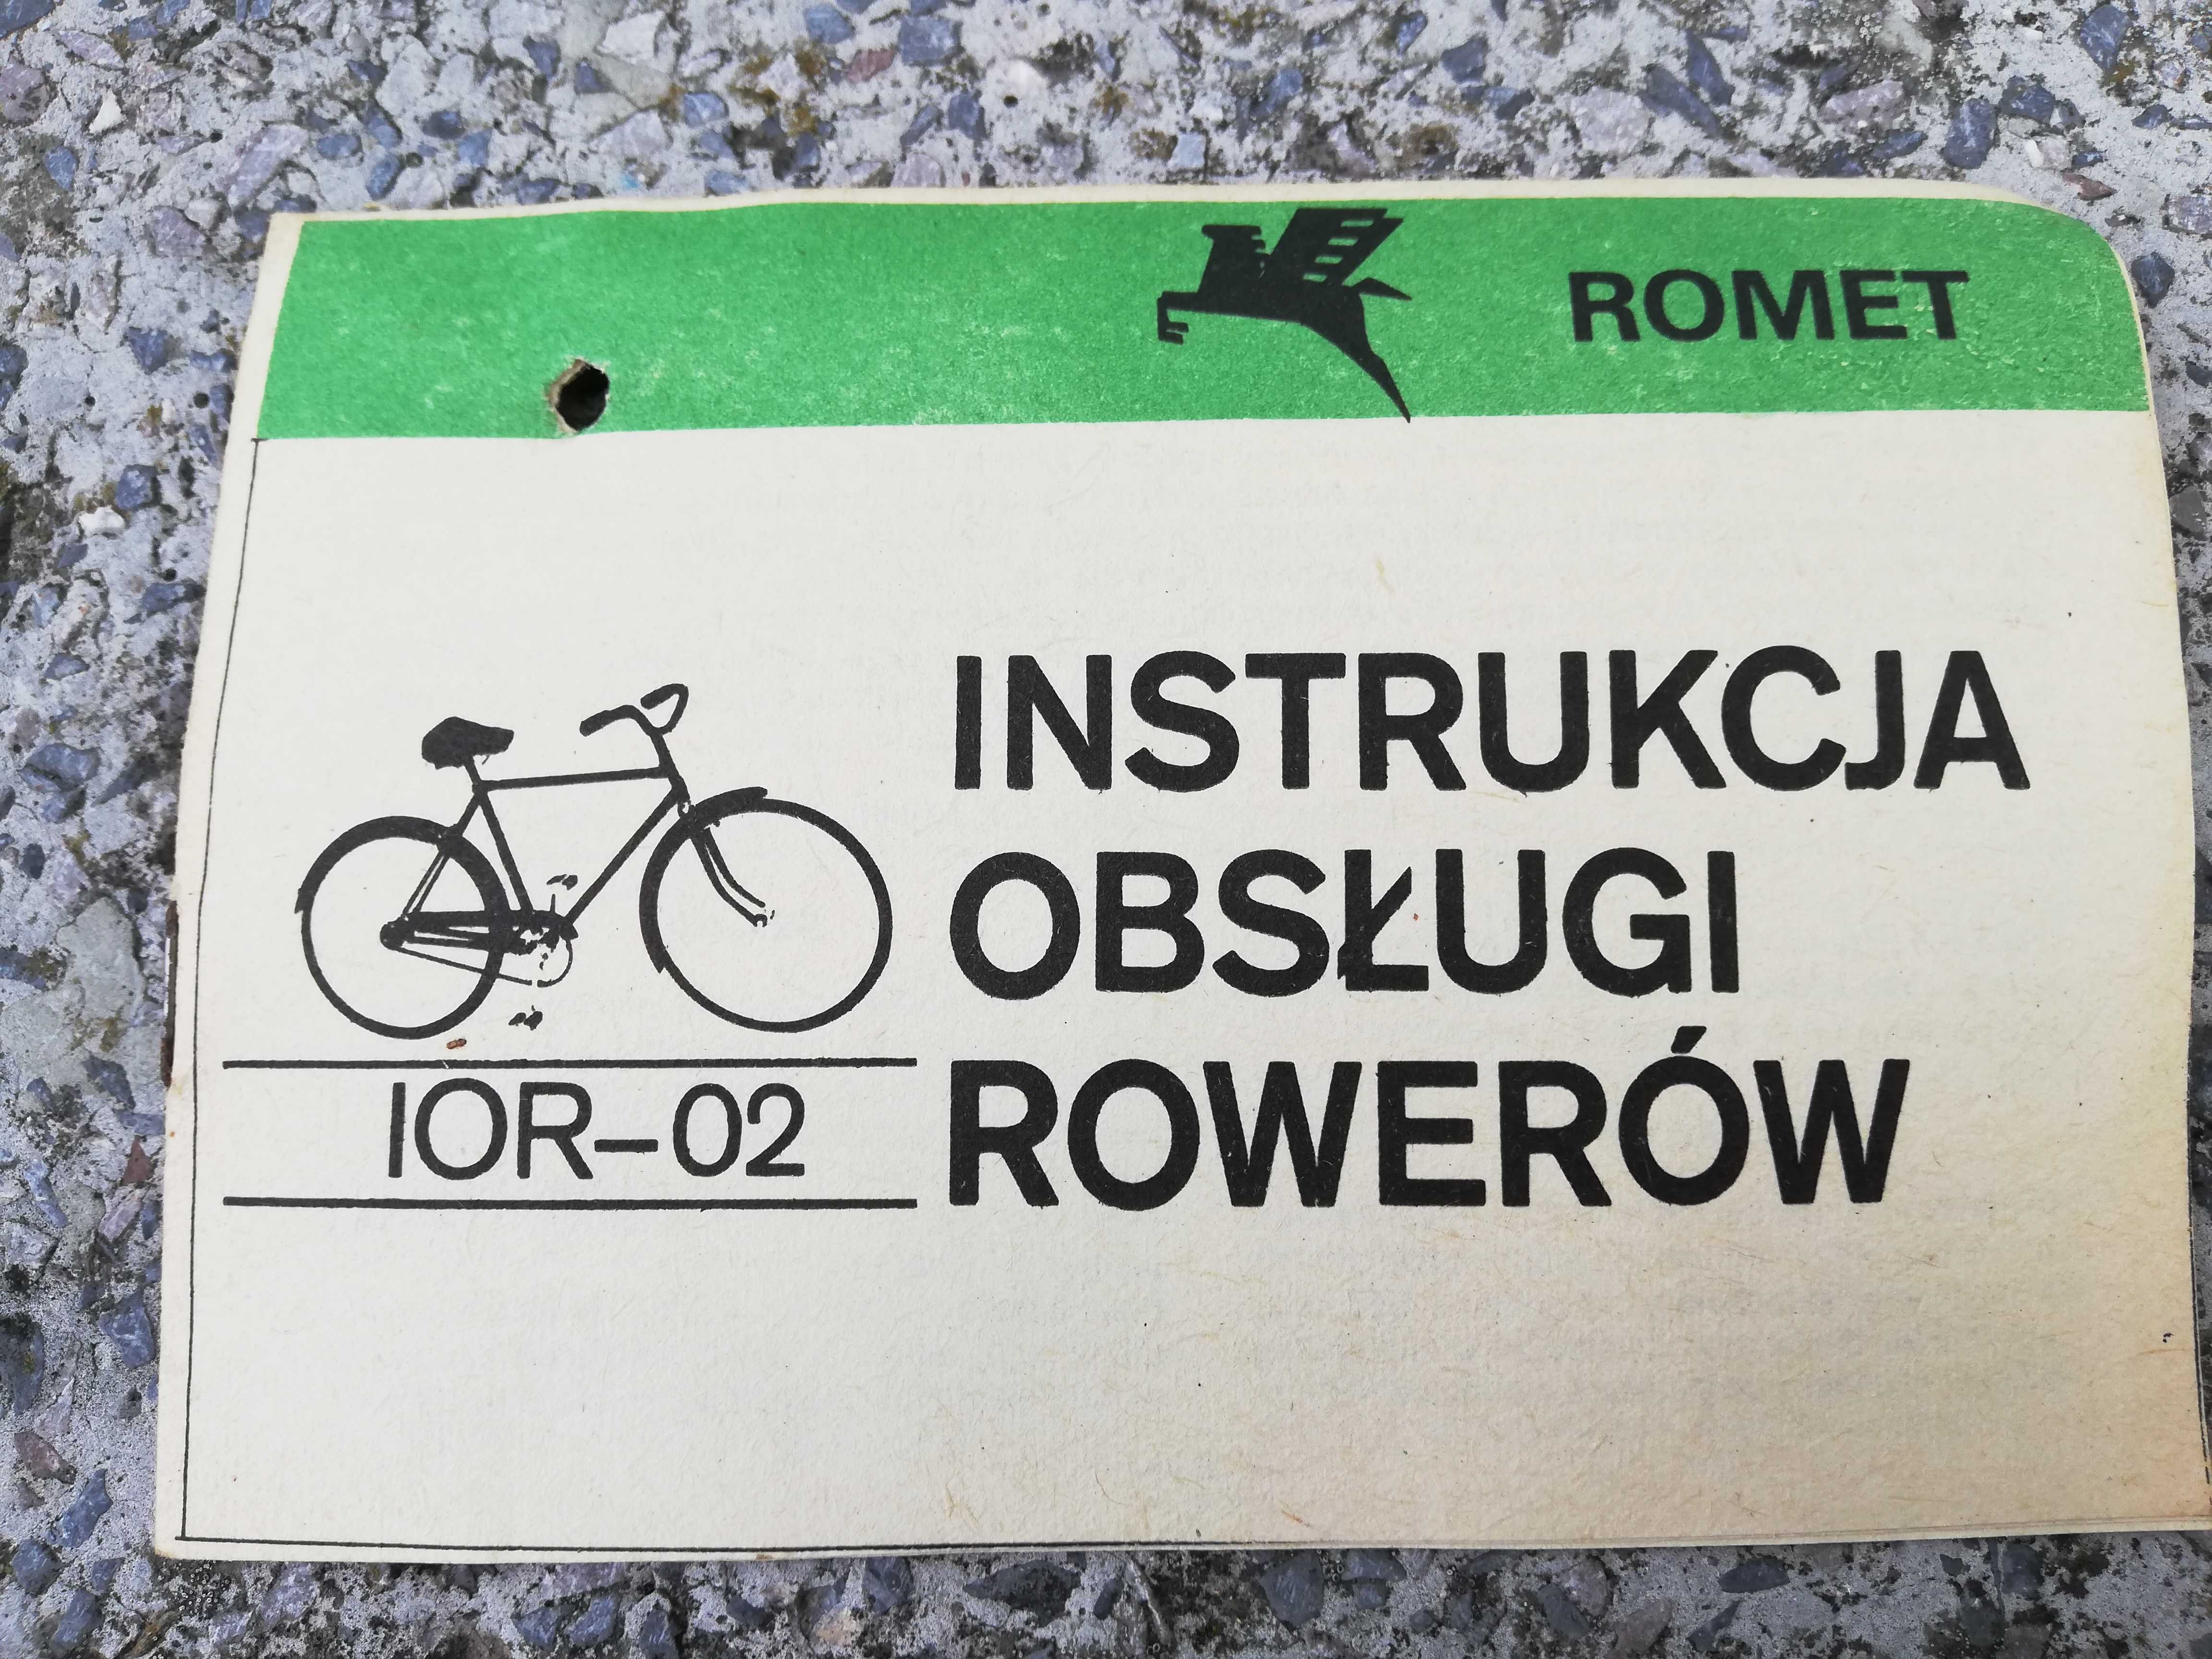 ROMET
INSTRUKCJA
OBSŁUGI
ROWERÓW
IOR-02